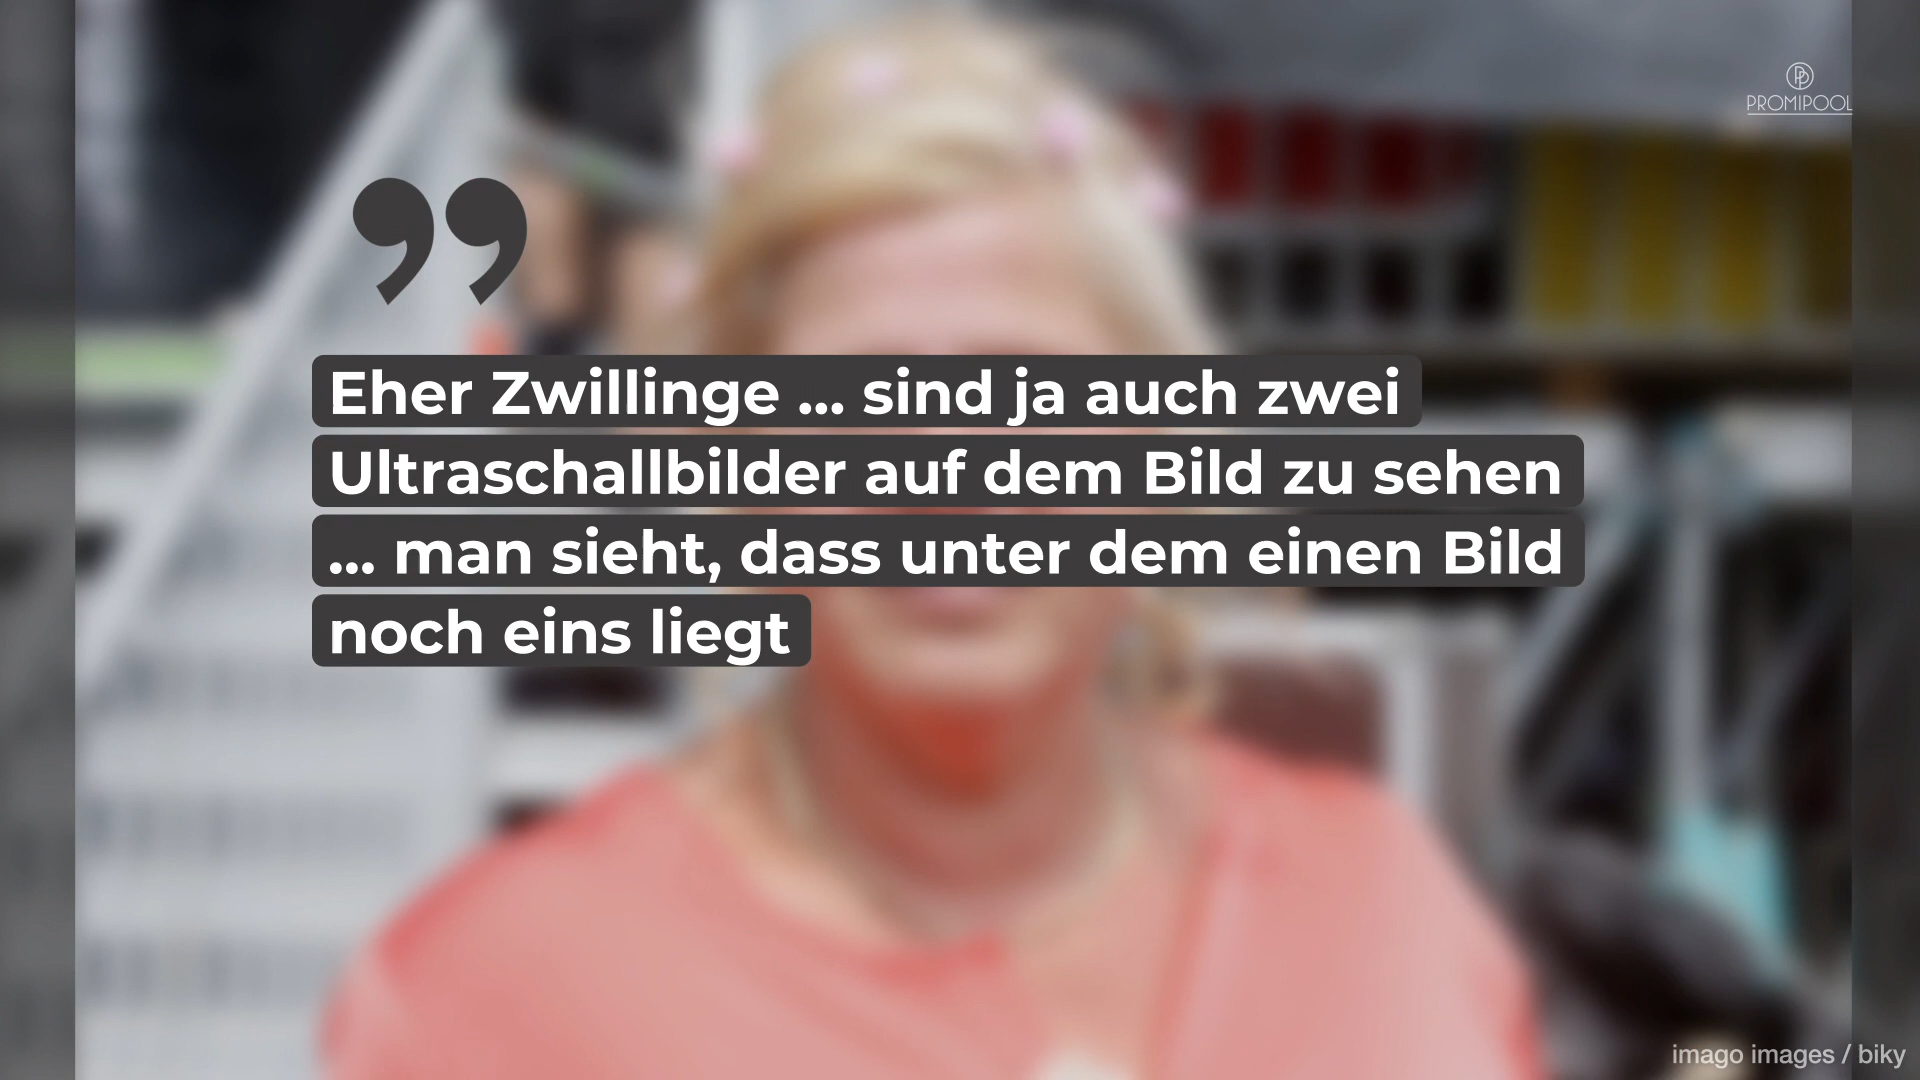 PROMIPOOL
”
Eher Zwillinge ... sind ja auch zwei
Ultraschallbilder auf dem Bild zu sehen
... man sieht, dass unter dem einen Bild
noch eins liegt
imago images / biky